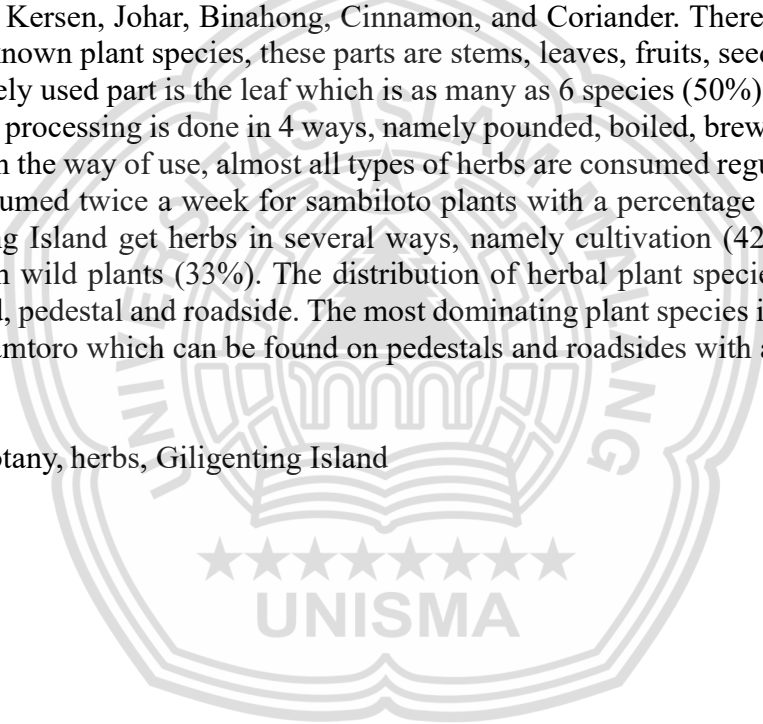 Kersen, Johar, Binahong, Cinnamon, and Coriander. There
nown plant species, these parts are stems, leaves, fruits, seed
ely used part is the leaf which is as many as 6 species (50%)
processing is done in 4 ways, namely pounded, boiled, brew
n the way of use, almost all types of herbs are consumed regu
umed twice a week for sambiloto plants with a percentage
ng Island get herbs in several ways, namely cultivation (42
n wild plants (33%). The distribution of herbal plant specie
d, pedestal and roadside. The most dominating plant species i
amtoro which can be found on pedestals and roadsides with a
otany, herbs, Giligenting Island
UNIVERSITAS ISLAM MALANG
UNISMA